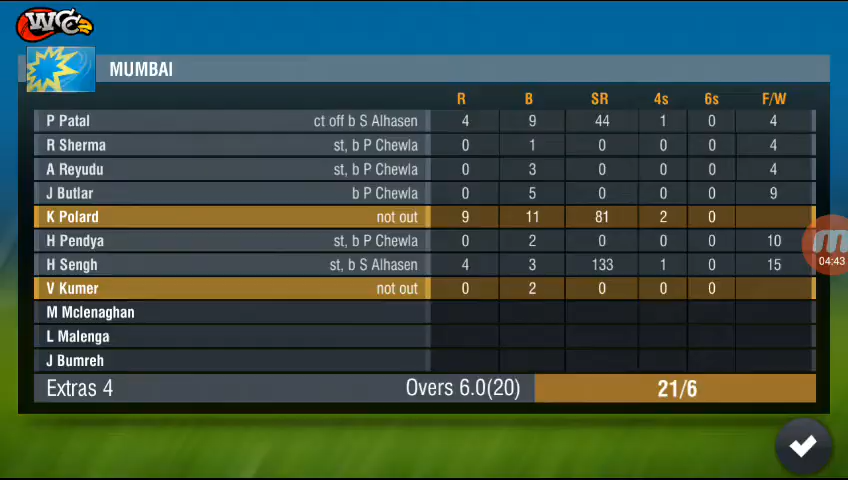 WCC
MUMBAI
R B SR 4s 6s F/W
P Patal ct off b S Alhasen 4 9 44 1 0 4
R Sherma st, b P Chewla 0 1 0 0 0 4
A Reyudu st, b P Chewla 0 3 0 0 0 4
J Butlar b P Chewla 0 5 0 0 0 9
K Polard not out 9 11 81 2 0
H Pendya st, b P Chewla 0 2 0 0 0 10
H Sengh st, b S Alhasen 4 3 133 1 0 15
V Kumer not out 0 2 0 0 0
M Mclenaghan
L Malenga
J Bumreh
Extras 4 Overs 6.0(20) 21/6
04:43